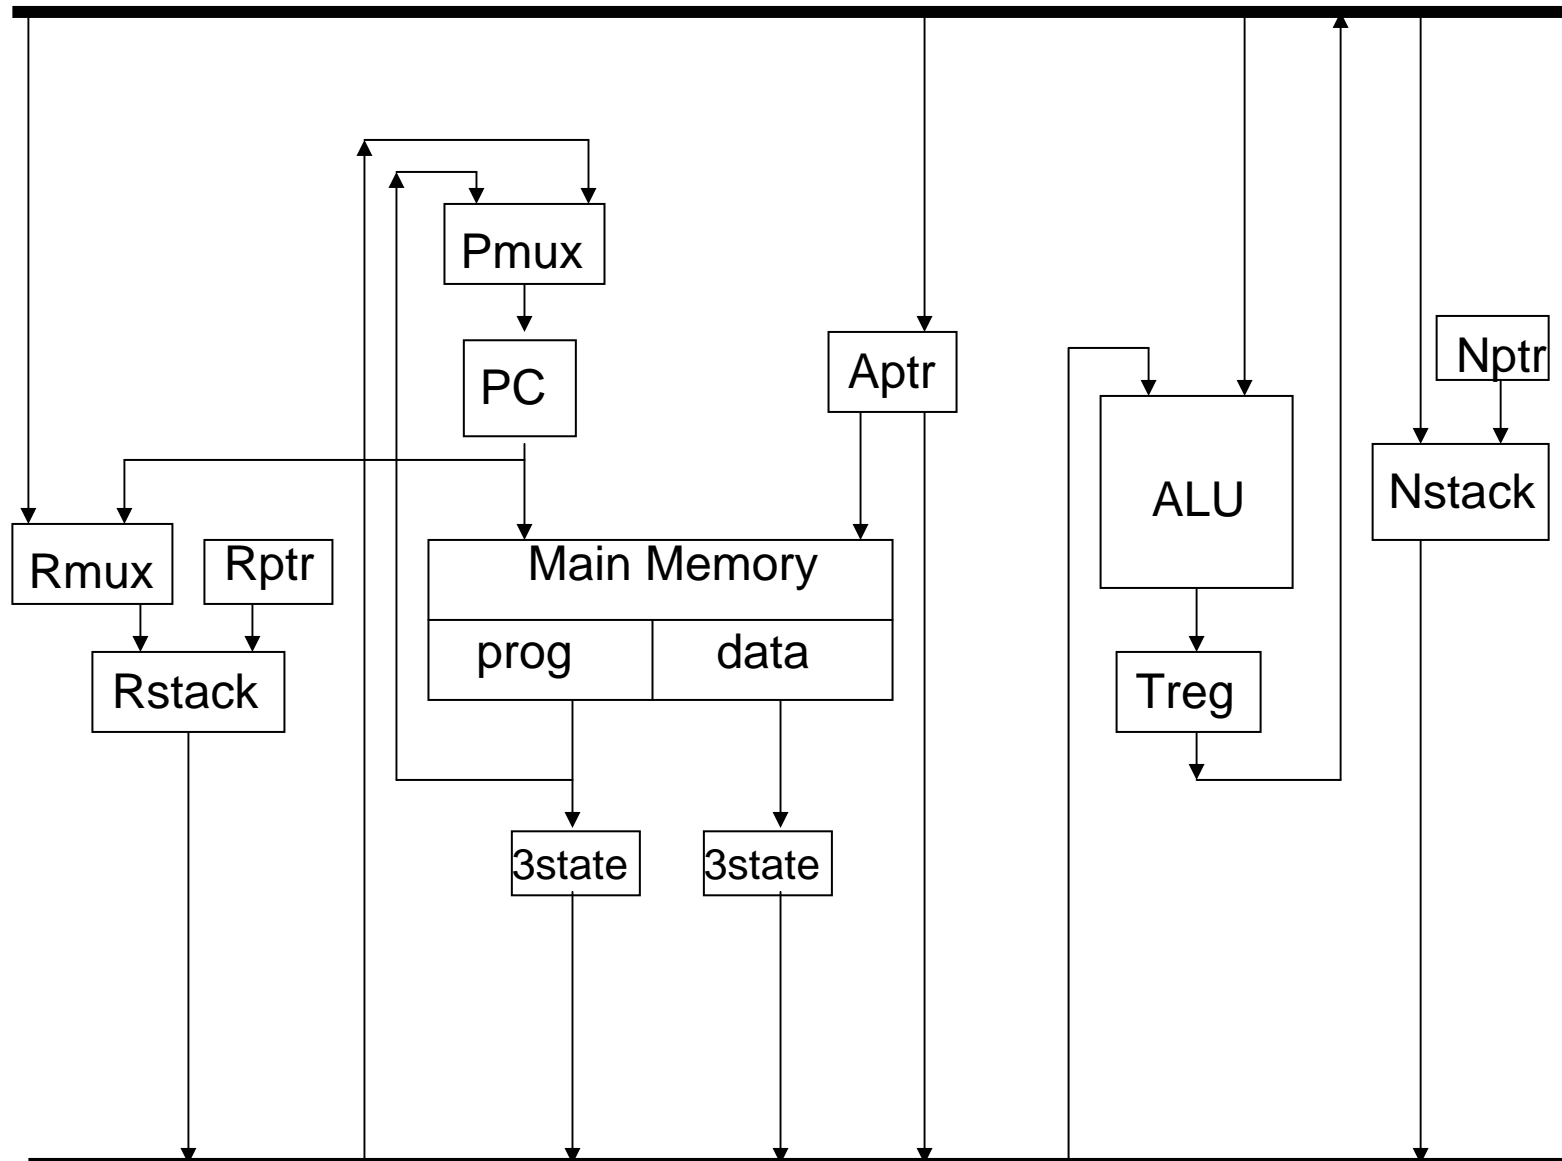 Pmux
PC
Aptr
Nptr
ALU
Nstack
Rmux
Rptr
Main Memory
prog
data
Rstack
Treg
3state
3state